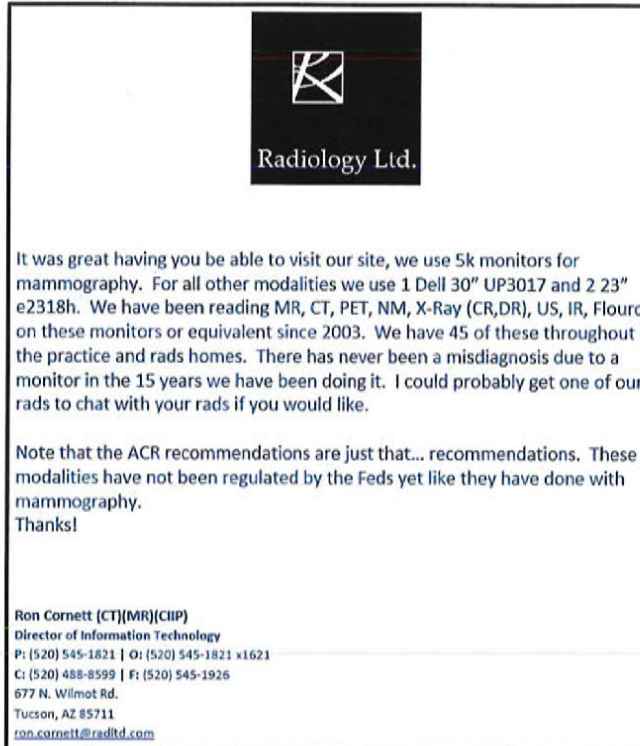 Radiology Ltd.
It was great having you be able to visit our site, we use 5k monitors for
mammography. For all other modalities we use 1 Dell 30” UP3017 and 2 23”
e2318h. We have been reading MR, CT, PET, NM, X-Ray (CR,DR), US, IR, Flouro
on these monitors or equivalent since 2003. We have 45 of these throughout
the practice and rads homes. There has never been a misdiagnosis due to a
monitor in the 15 years we have been doing it. I could probably get one of our
rads to chat with your rads if you would like.
Note that the ACR recommendations are just that... recommendations. These
modalities have not been regulated by the Feds yet like they have done with
mammography.
Thanks!
Ron Cornett (CT)(MR)(CIIP)
Director of Information Technology
P: (520) 545-1821 | O: (520) 545-1821 x1621
C: (520) 488-8599 | F: (520) 545-1926
677 N. Wilmot Rd.
Tucson, AZ 85711
ron.cornett@radltd.com